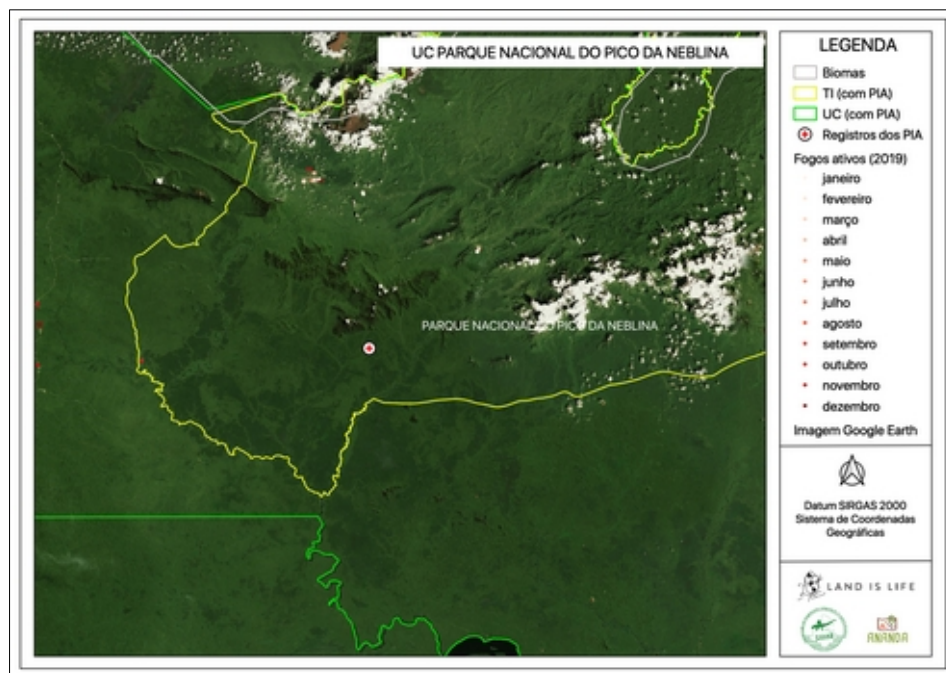 UC PARQUE NACIONAL DO PICO DA NEBLINA
PARQUE NACIONAL DO PICO DA NEBLINA
LEGENDA
Biomas
TI (com PIA)
UC (com PIA)
Registros dos PIA
Fogos ativos (2019)
janeiro
fevereiro
março
abril
maio
junho
julho
agosto
setembro
outubro
novembro
dezembro
Imagem Google Earth
Datum SIRGAS 2000
Sistema de Coordenadas
Geográficas
LAND IS LIFE
ANANDA